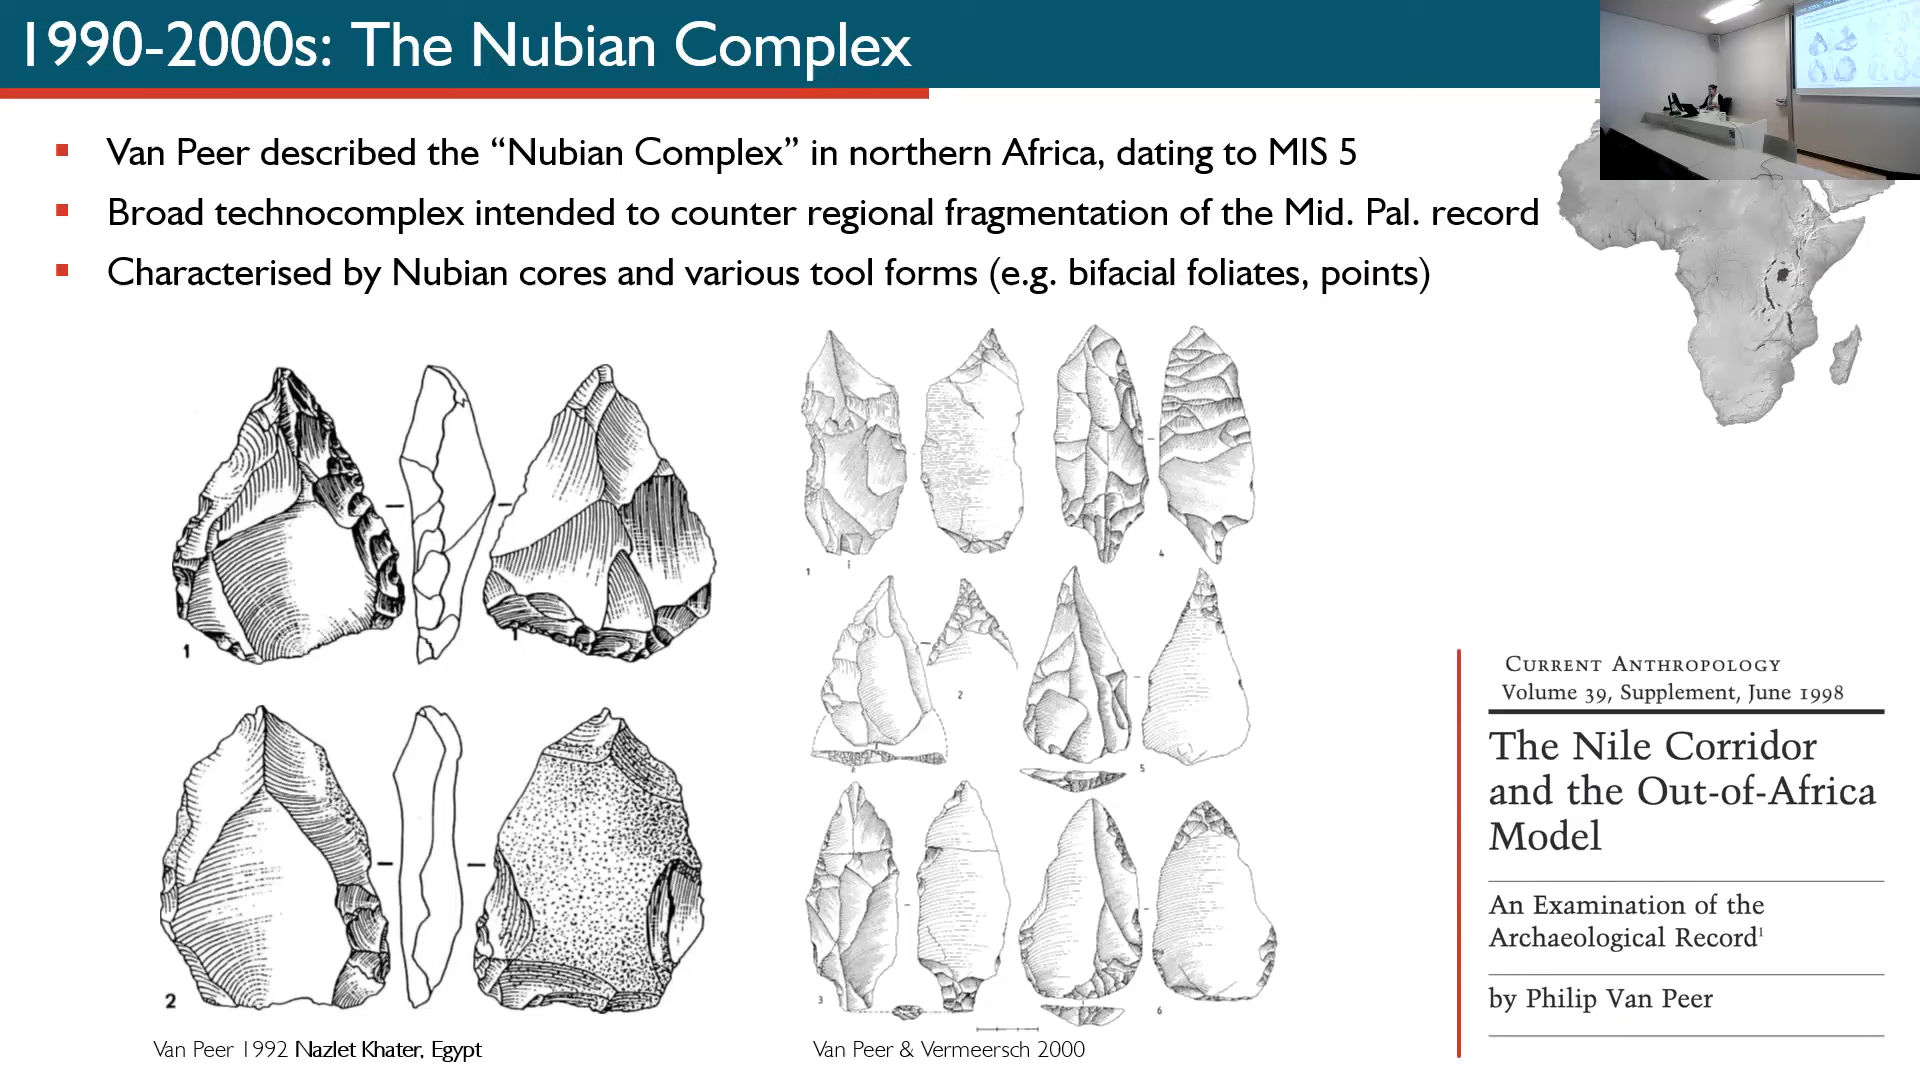 1990-2000s: The Nubian Complex
Van Peer described the “Nubian Complex” in northern Africa, dating to MIS 5
Broad technocomplex intended to counter regional fragmentation of the Mid. Pal. record
Characterised by Nubian cores and various tool forms (e.g. bifacial foliates, points)
1
2
Van Peer 1992 Nazlet Khater, Egypt
1
4
2
5
3
6
Van Peer & Vermeersch 2000
Current Anthropology
Volume 39, Supplement, June 1998
The Nile Corridor
and the Out-of-Africa
Model
An Examination of the
Archaeological Record¹
by Philip Van Peer